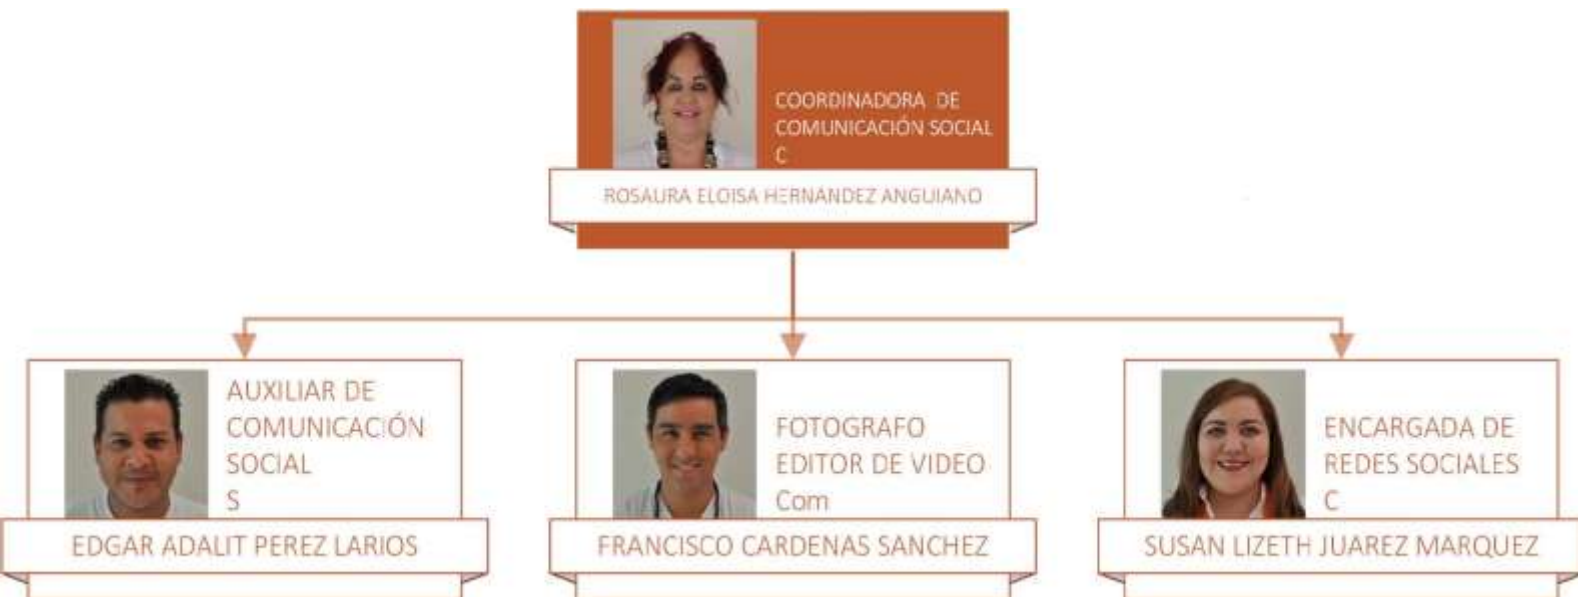 COORDINADORA DE
COMUNICACIÓN SOCIAL
C
ROSAURA ELOISA HERNANDEZ ANGUIANO
AUXILIAR DE
COMUNICACIÓN
SOCIAL
S
EDGAR ADALIT PEREZ LARIOS
FOTOGRAFO
EDITOR DE VIDEO
Com
FRANCISCO CARDENAS SANCHEZ
ENCARGADA DE
REDES SOCIALES
C
SUSAN LIZETH JUAREZ MARQUEZ